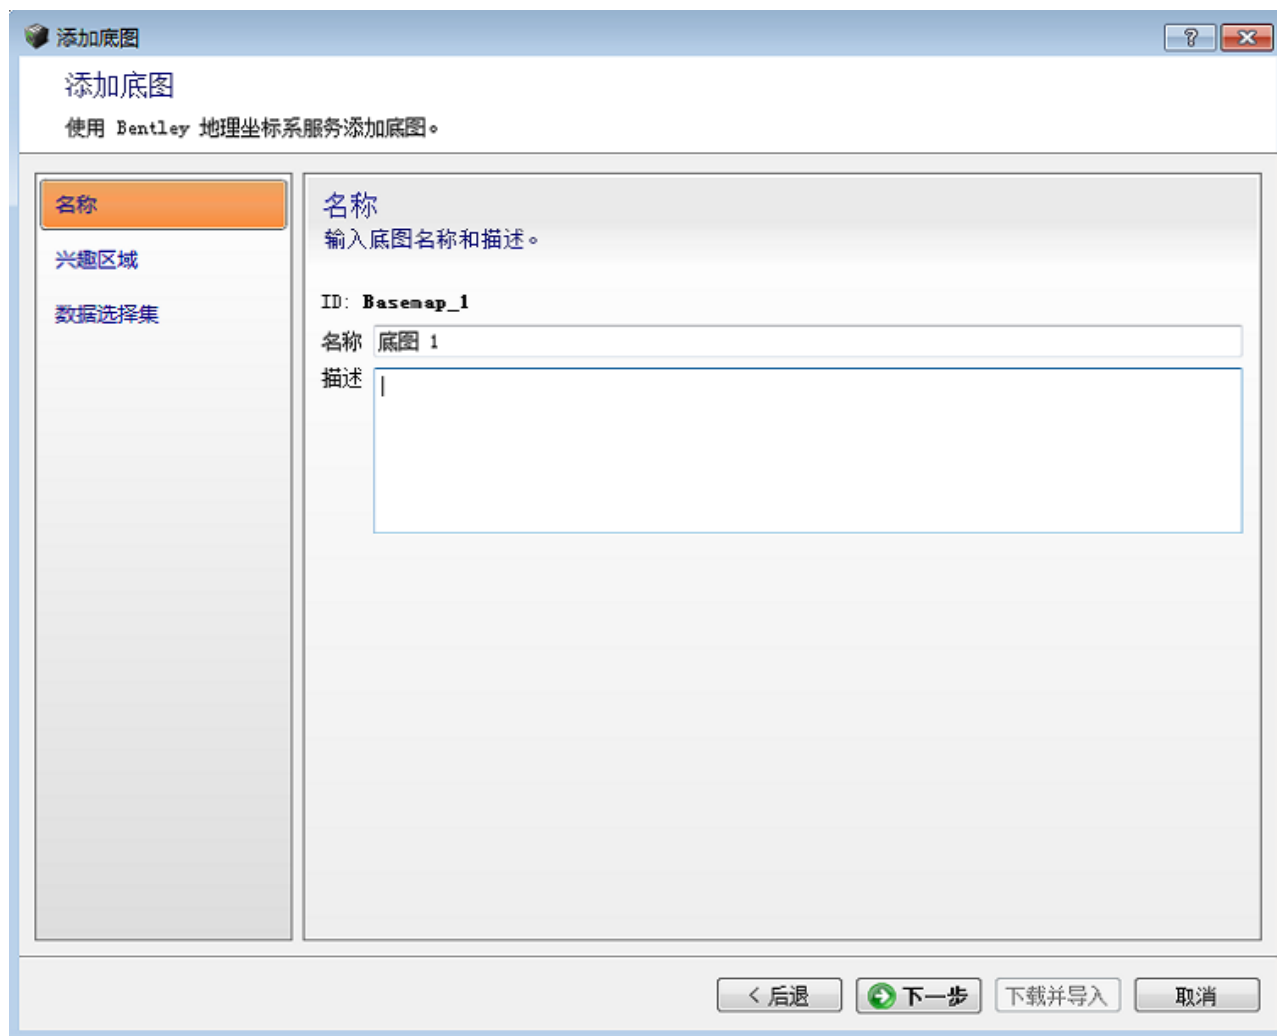 添加底图
添加底图
使用 Bentley 地理坐标系服务添加底图。
名称
兴趣区域
数据选择集
名称
输入底图名称和描述。
ID: Basemap_1
名称 底图 1
描述
< 后退 下一步 下载并导入 取消